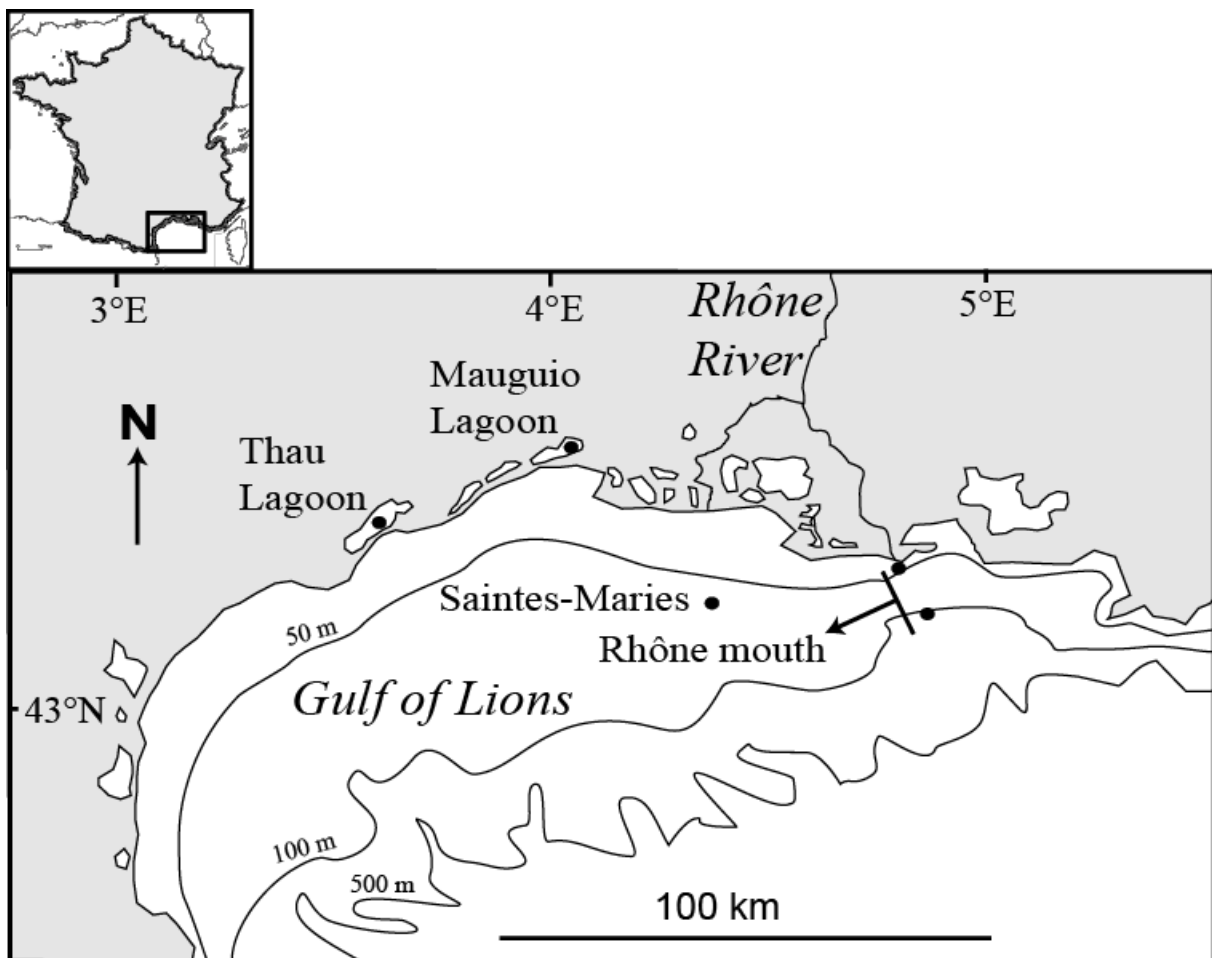 3°E
4°E
5°E
Rhône
River
Mauguio
Lagoon
N
Thau
Lagoon
Saintes-Maries
50 m
Rhône mouth
Gulf of Lions
43°N
100 m
500 m
100 km